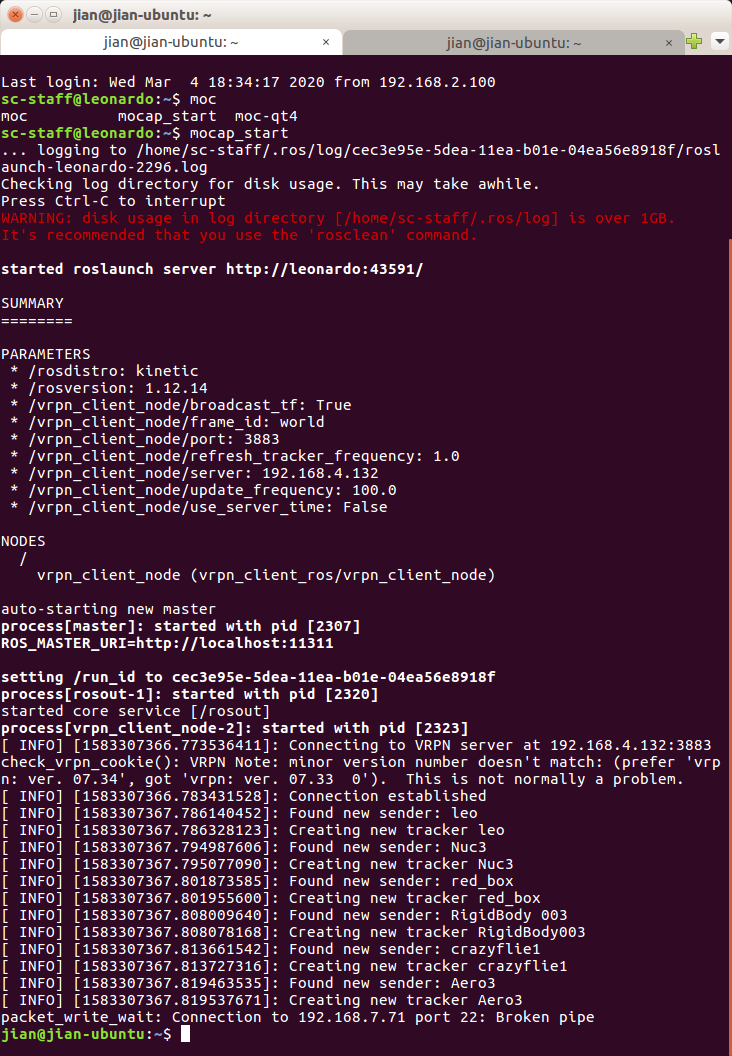 jian@jian-ubuntu: ~
jian@jian-ubuntu: ~ × jian@jian-ubuntu: ~ ×
Last login: Wed Mar  4 18:34:17 2020 from 192.168.2.100
sc-staff@leonardo:~$ moc
moc          mocap_start  moc-qt4
sc-staff@leonardo:~$ mocap_start
... logging to /home/sc-staff/.ros/log/cec3e95e-5dea-11ea-b01e-04ea56e8918f/rosl
aunch-leonardo-2296.log
Checking log directory for disk usage. This may take awhile.
Press Ctrl-C to interrupt
WARNING: disk usage in log directory [/home/sc-staff/.ros/log] is over 1GB.
It's recommended that you use the 'rosclean' command.
started roslaunch server http://leonardo:43591/
SUMMARY
========
PARAMETERS
 * /rosdistro: kinetic
 * /rosversion: 1.12.14
 * /vrpn_client_node/broadcast_tf: True
 * /vrpn_client_node/frame_id: world
 * /vrpn_client_node/port: 3883
 * /vrpn_client_node/refresh_tracker_frequency: 1.0
 * /vrpn_client_node/server: 192.168.4.132
 * /vrpn_client_node/update_frequency: 100.0
 * /vrpn_client_node/use_server_time: False
NODES
  /
    vrpn_client_node (vrpn_client_ros/vrpn_client_node)
auto-starting new master
process[master]: started with pid [2307]
ROS_MASTER_URI=http://localhost:11311
setting /run_id to cec3e95e-5dea-11ea-b01e-04ea56e8918f
process[rosout-1]: started with pid [2320]
started core service [/rosout]
process[vrpn_client_node-2]: started with pid [2323]
[ INFO] [1583307366.773536411]: Connecting to VRPN server at 192.168.4.132:3883
check_vrpn_cookie(): VRPN Note: minor version number doesn't match: (prefer 'vrp
n: ver. 07.34', got 'vrpn: ver. 07.33  0').  This is not normally a problem.
[ INFO] [1583307366.783431528]: Connection established
[ INFO] [1583307367.786140452]: Found new sender: leo
[ INFO] [1583307367.786328123]: Creating new tracker leo
[ INFO] [1583307367.794987606]: Found new sender: Nuc3
[ INFO] [1583307367.795077090]: Creating new tracker Nuc3
[ INFO] [1583307367.801873585]: Found new sender: red_box
[ INFO] [1583307367.801955600]: Creating new tracker red_box
[ INFO] [1583307367.808009640]: Found new sender: RigidBody 003
[ INFO] [1583307367.808078168]: Creating new tracker RigidBody003
[ INFO] [1583307367.813661542]: Found new sender: crazyflie1
[ INFO] [1583307367.813727316]: Creating new tracker crazyflie1
[ INFO] [1583307367.819463535]: Found new sender: Aero3
[ INFO] [1583307367.819537671]: Creating new tracker Aero3
packet_write_wait: Connection to 192.168.7.71 port 22: Broken pipe
jian@jian-ubuntu:~$